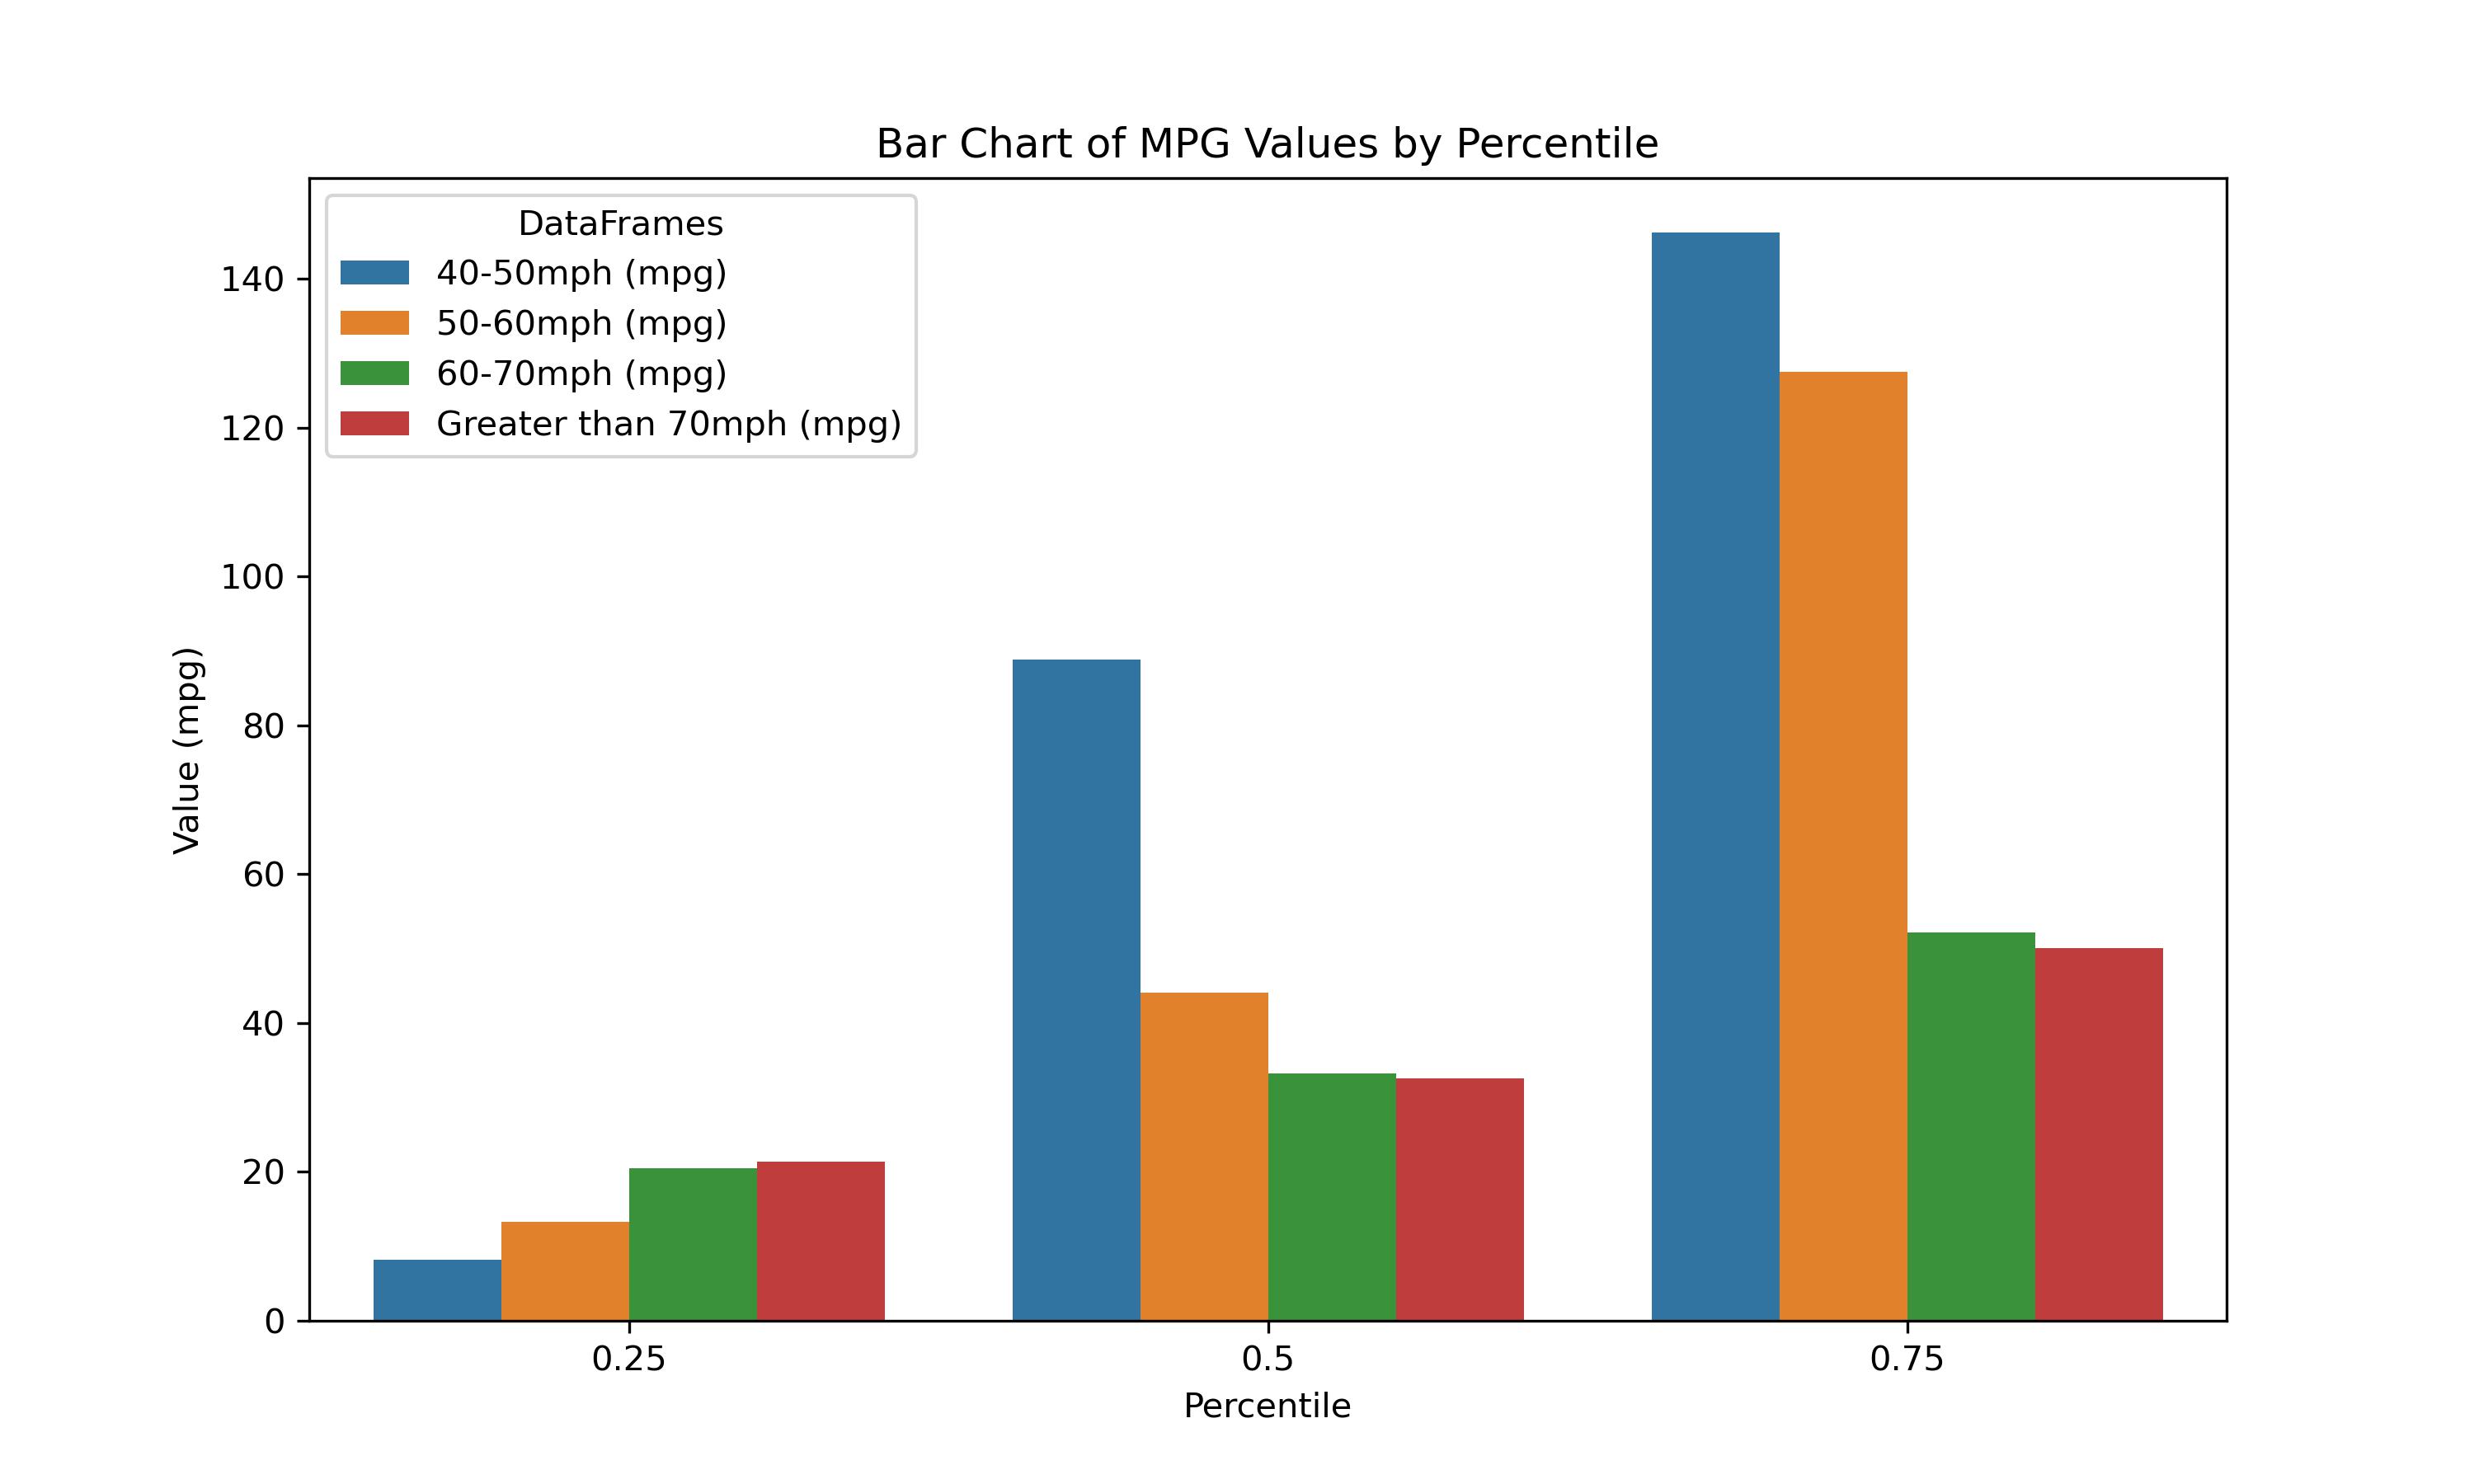 Bar Chart of MPG Values by Percentile
DataFrames
40-50mph (mpg)
50-60mph (mpg)
60-70mph (mpg)
Greater than 70mph (mpg)
Value (mpg)
140
120
100
80
60
40
20
0
0.25 0.5 0.75
Percentile